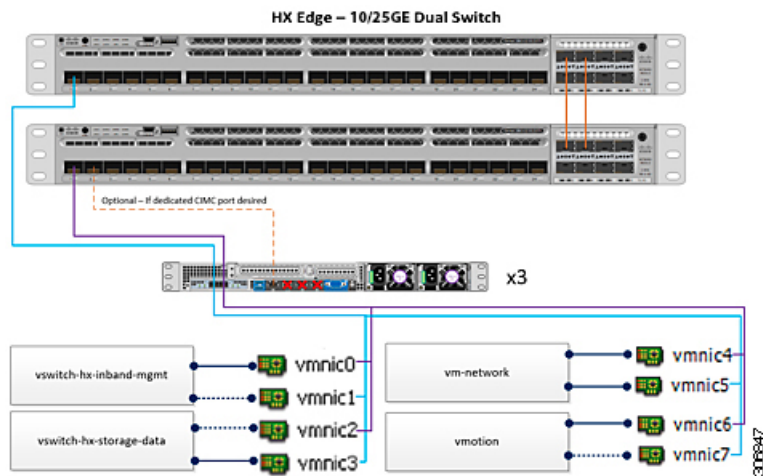 HX Edge – 10/25GE Dual Switch
Optional – If dedicated CIMC port desired
x3
vswitch-hx-inband-mgmt
vmnic0
vmnic1
vswitch-hx-storage-data
vmnic2
vmnic3
vm-network
vmnic4
vmnic5
vmotion
vmnic6
vmnic7
306847